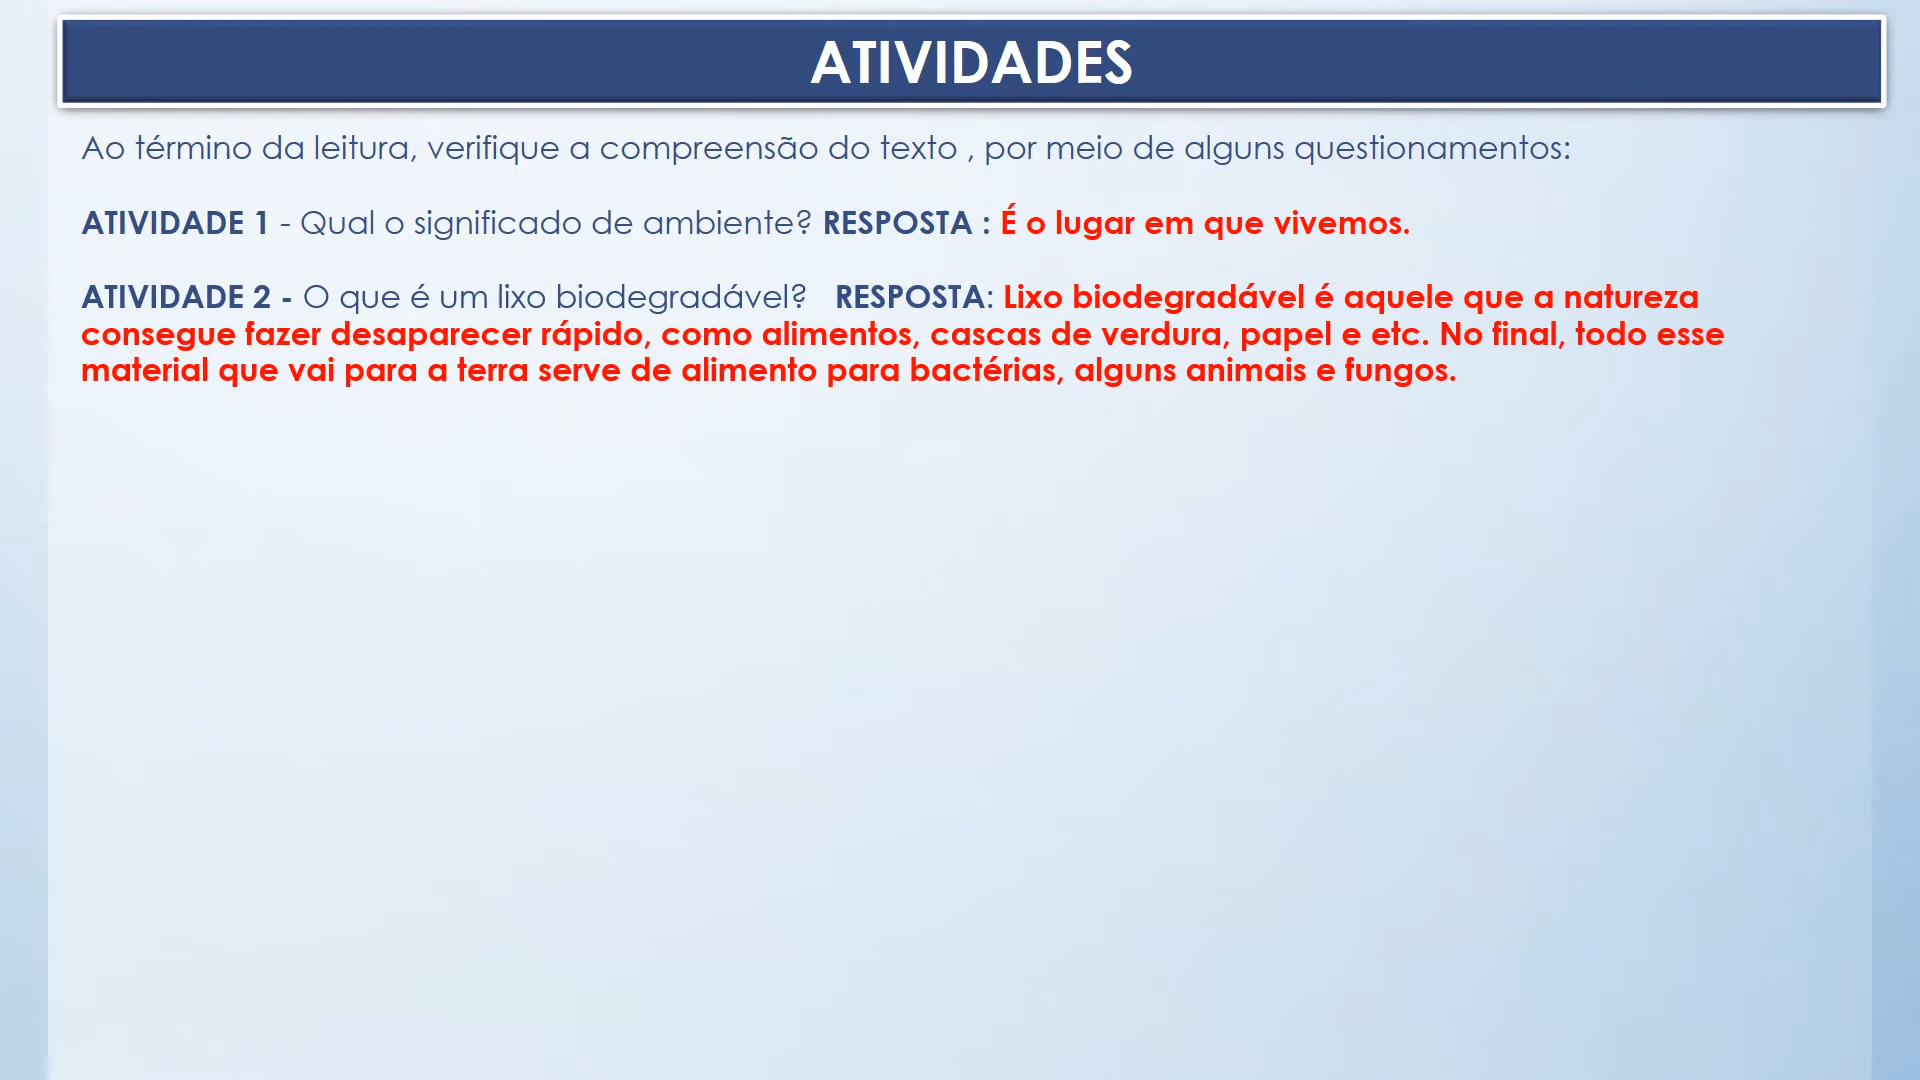 ATIVIDADES
Ao término da leitura, verifique a compreensão do texto , por meio de alguns questionamentos:
ATIVIDADE 1 - Qual o significado de ambiente? RESPOSTA : É o lugar em que vivemos.
ATIVIDADE 2 - O que é um lixo biodegradável? RESPOSTA: Lixo biodegradável é aquele que a natureza
consegue fazer desaparecer rápido, como alimentos, cascas de verdura, papel e etc. No final, todo esse
material que vai para a terra serve de alimento para bactérias, alguns animais e fungos.